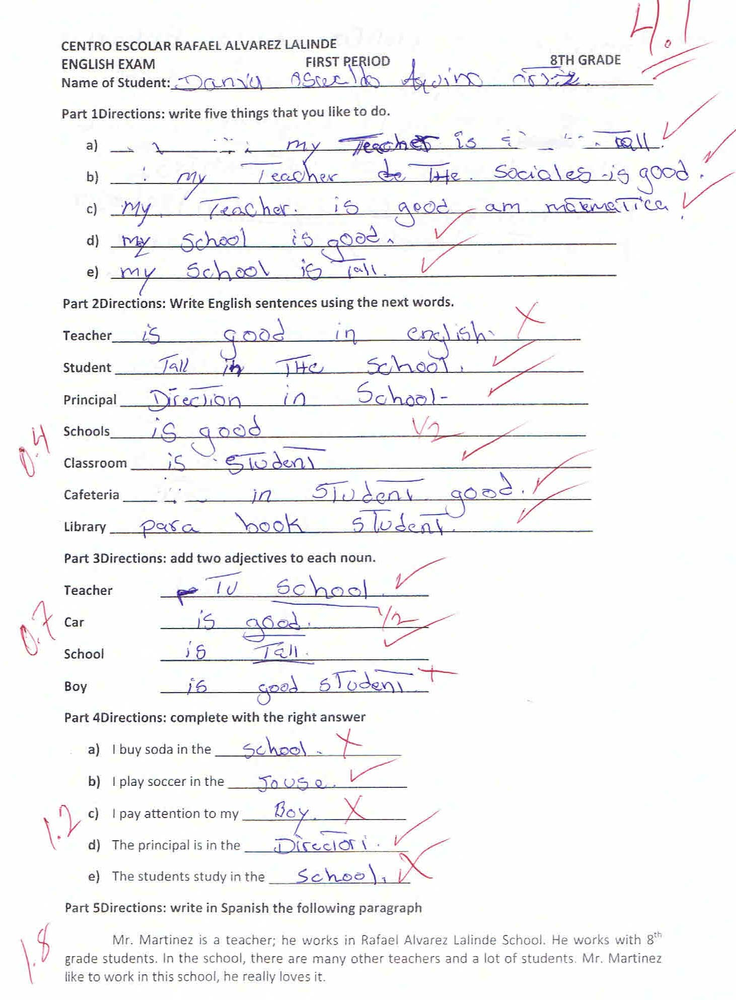 4.1
CENTRO ESCOLAR RAFAEL ALVAREZ LALINDE
ENGLISH EXAM FIRST PERIOD 8TH GRADE
Name of Student: Aquino
Part 1Directions: write five things that you like to do.
a) my Teacher is Tall.
b) my Teacher de THe. Sociales is good.
c) my Teacher. is good am
d) my School is good.
e) my School is Tall.
Part 2Directions: Write English sentences using the next words.
Teacher is good in english.
Student Tall in THe School.
Principal Direction in School-
Schools is good 1/2
0.4
Classroom is STudent
Cafeteria in STudent good.
Library para book STudent.
Part 3Directions: add two adjectives to each noun.
Teacher Tu School.
0.7
Car is good. 1/2
School is Tall.
Boy is good STudent
Part 4Directions: complete with the right answer
a) I buy soda in the School.
b) I play soccer in the Jouse.
1.2
c) I pay attention to my Boy.
d) The principal is in the Directori.
e) The students study in the School.
Part 5Directions: write in Spanish the following paragraph
1.8
Mr. Martinez is a teacher; he works in Rafael Alvarez Lalinde School. He works with 8th
grade students. In the school, there are many other teachers and a lot of students. Mr. Martinez
like to work in this school, he really loves it.